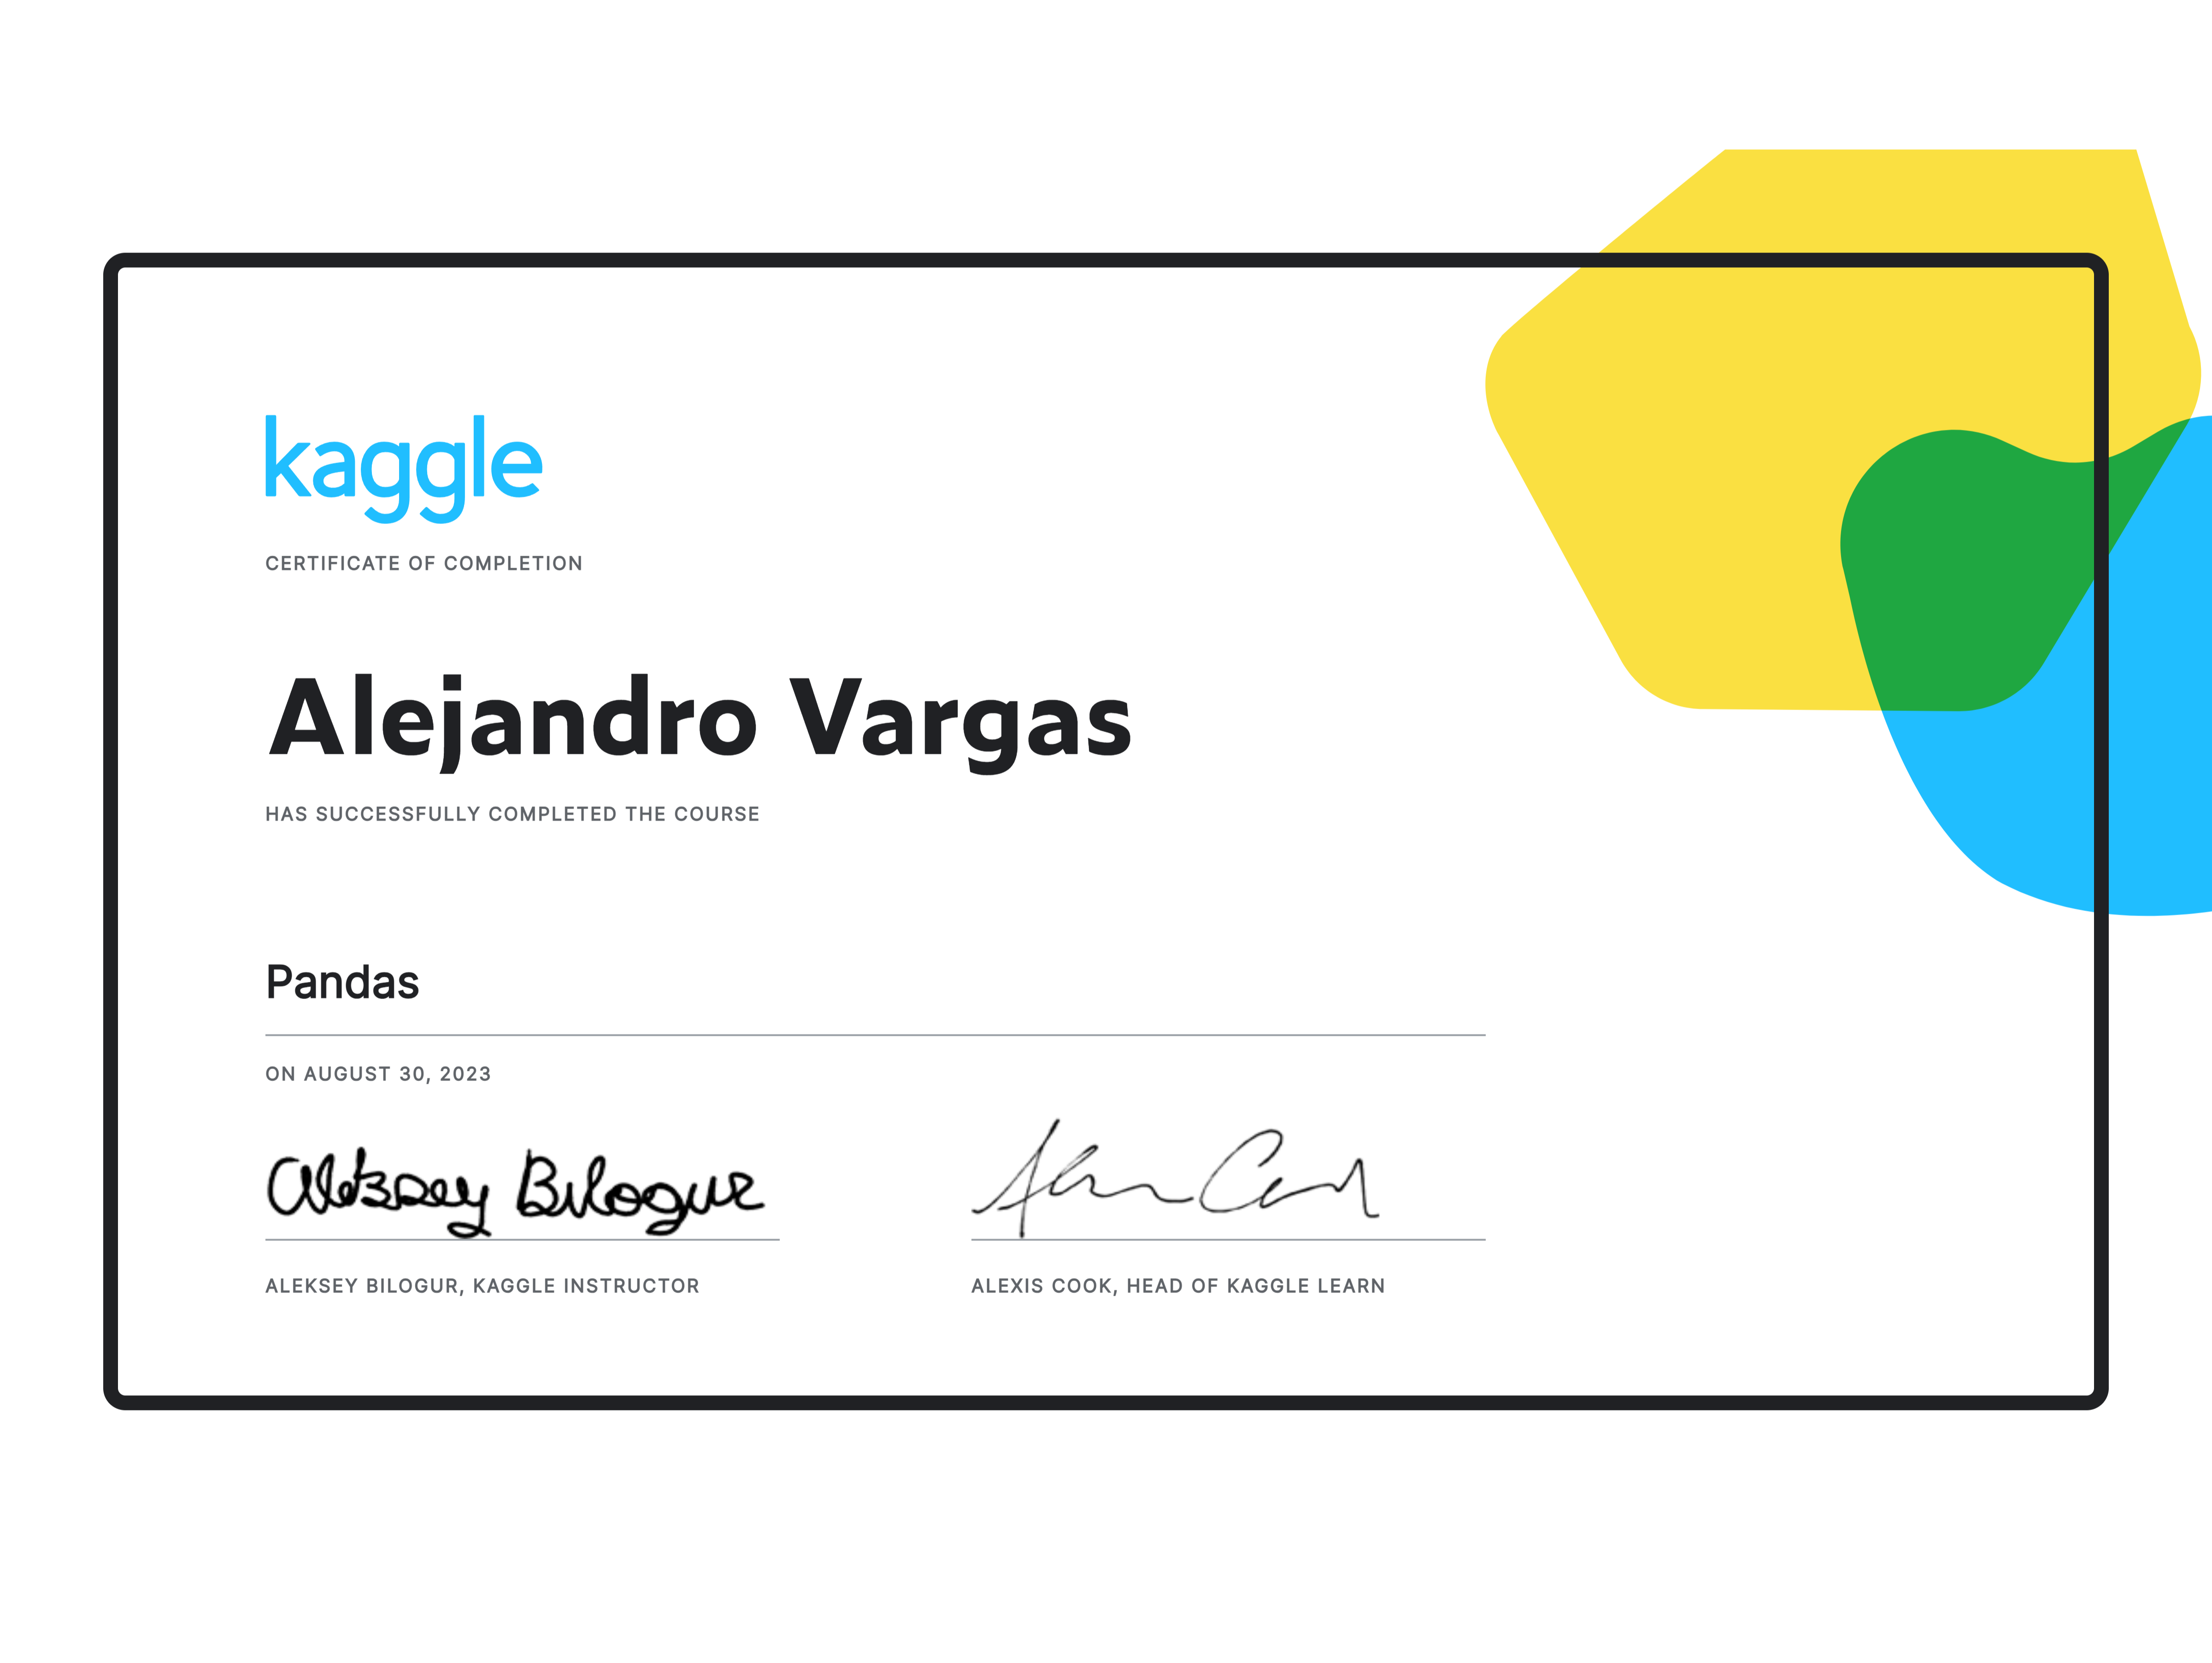 kaggle
CERTIFICATE OF COMPLETION
Alejandro Vargas
HAS SUCCESSFULLY COMPLETED THE COURSE
Pandas
ON AUGUST 30, 2023
Aleksey Bilogur
ALEKSEY BILOGUR, KAGGLE INSTRUCTOR
ALEXIS COOK, HEAD OF KAGGLE LEARN